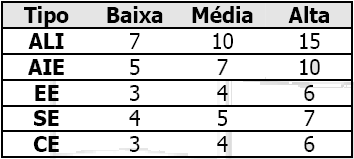 Tipo Baixa Média Alta
ALI 7 10 15
AIE 5 7 10
EE 3 4 6
SE 4 5 7
CE 3 4 6